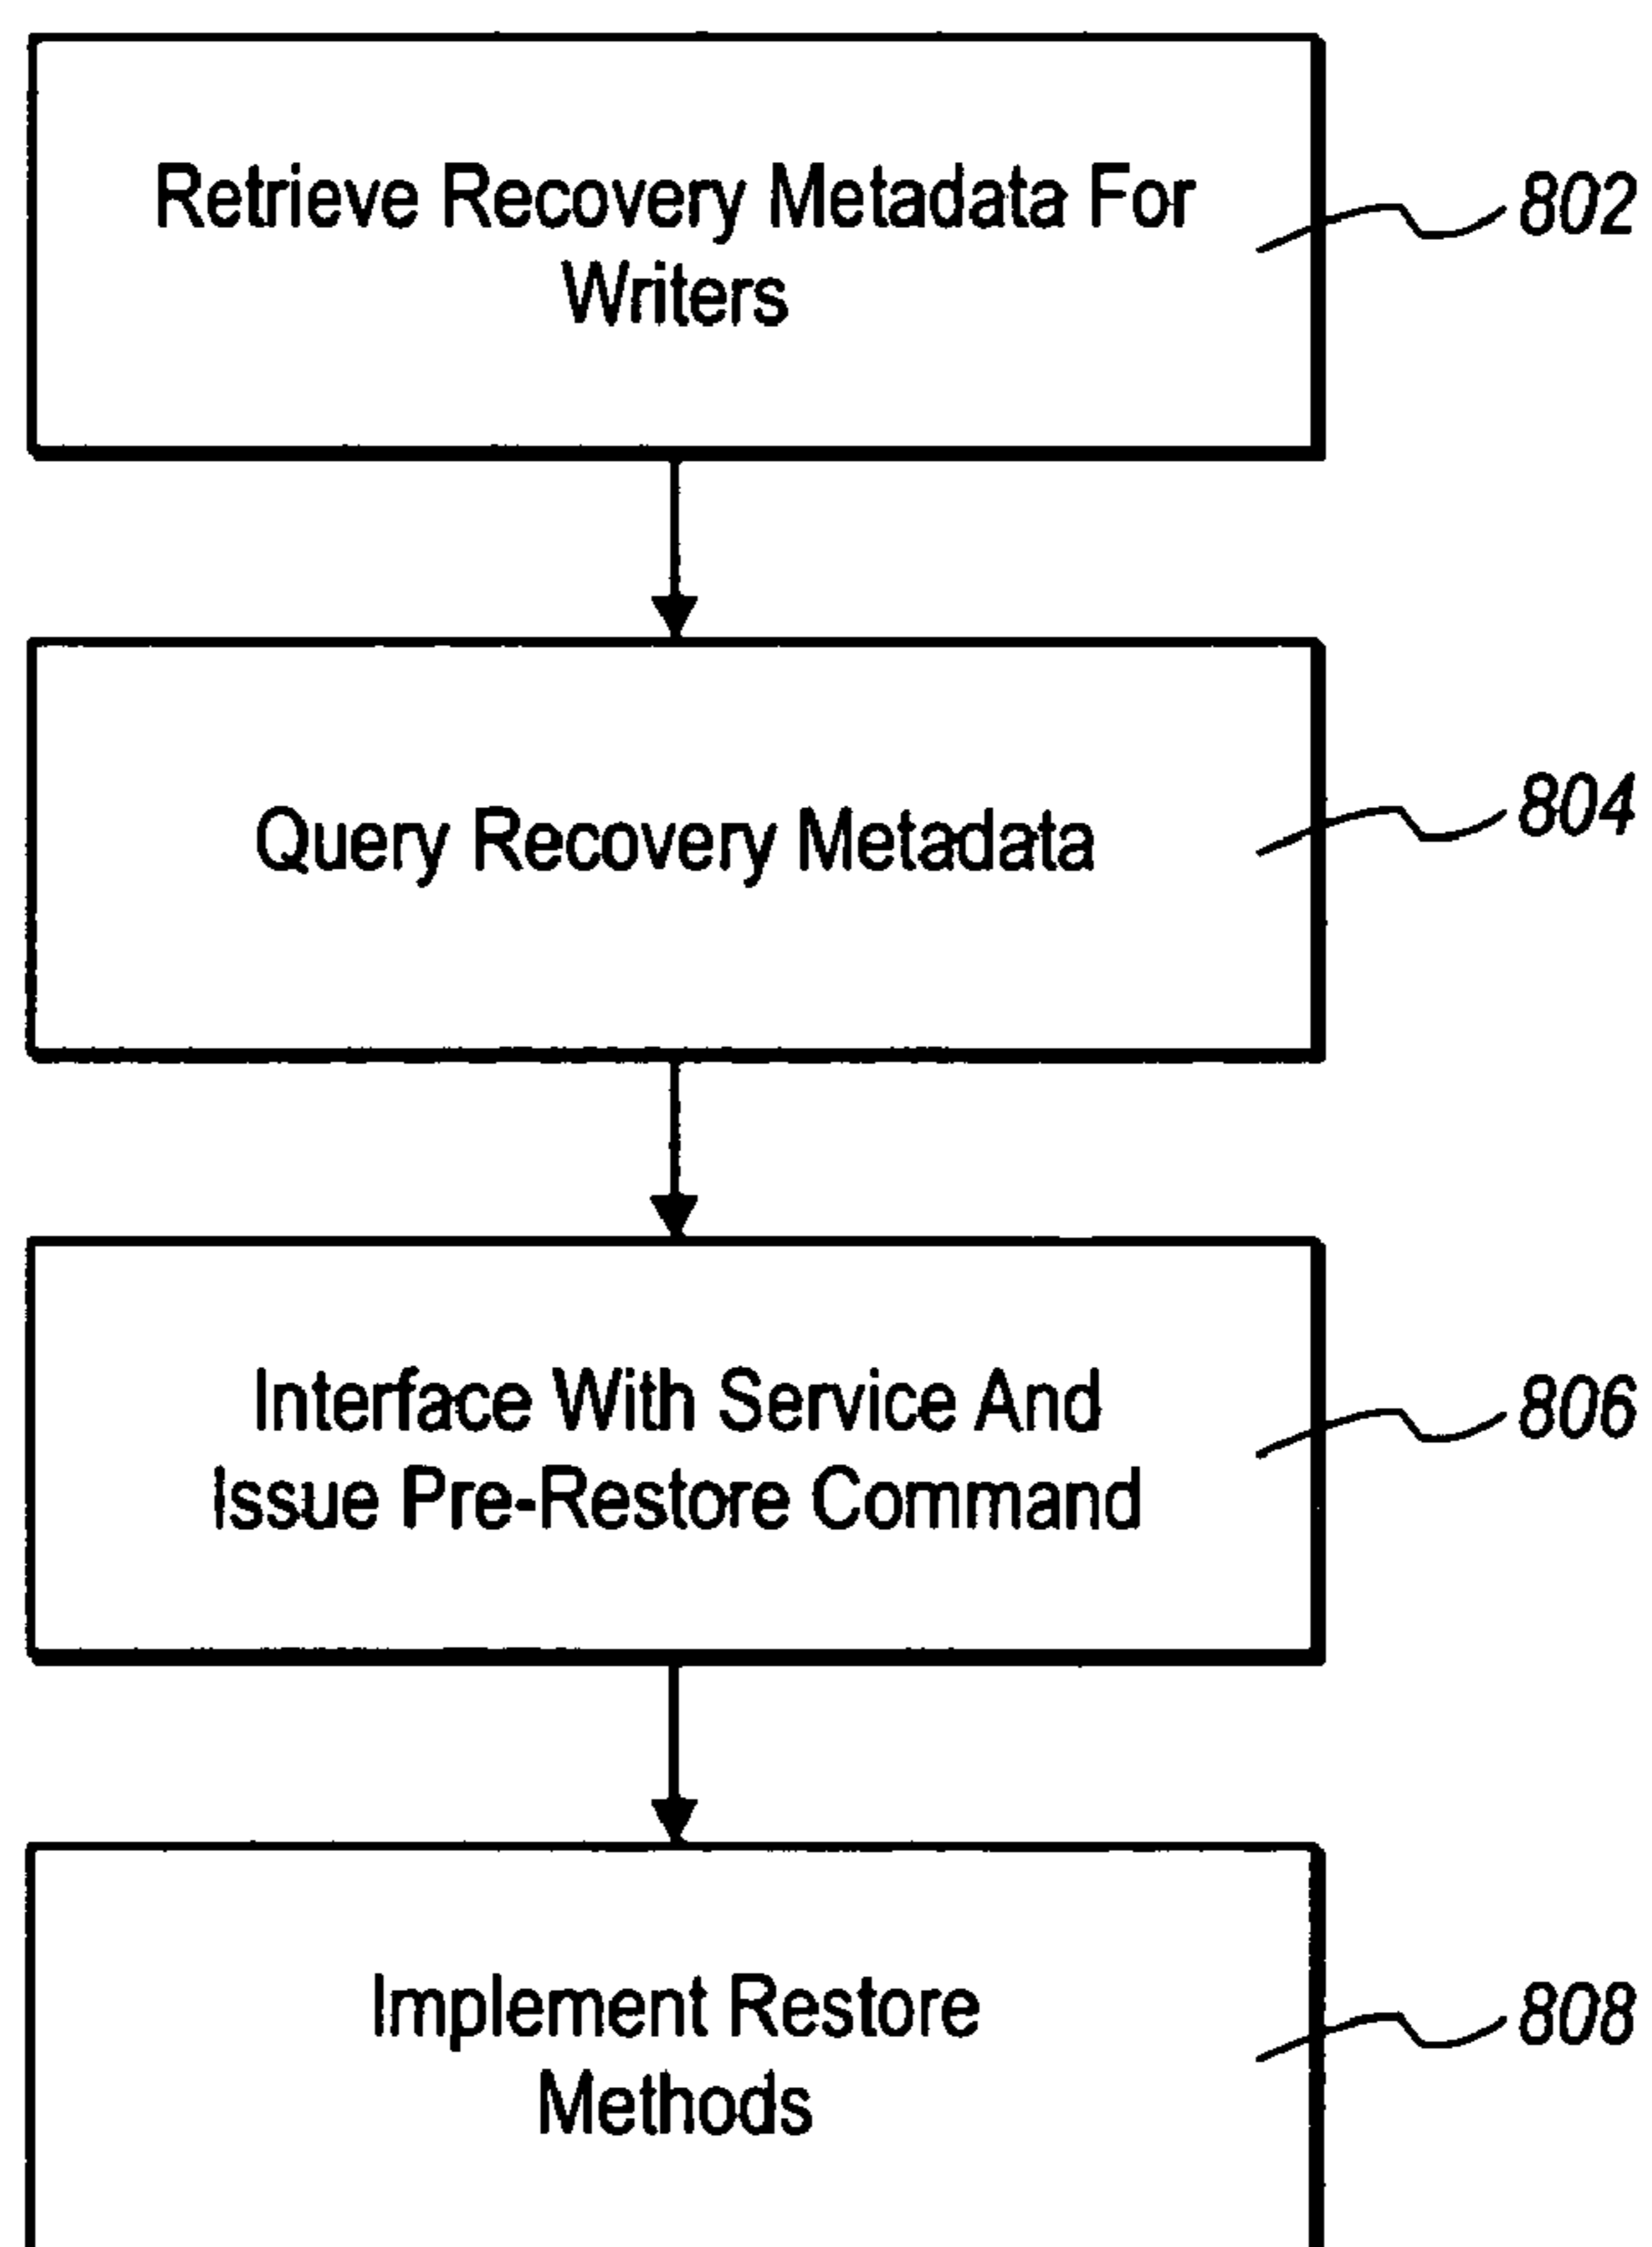 Retrieve Recovery Metadata For
Writers
802
Query Recovery Metadata
804
Interface With Service And
Issue Pre-Restore Command
806
Implement Restore
Methods
808